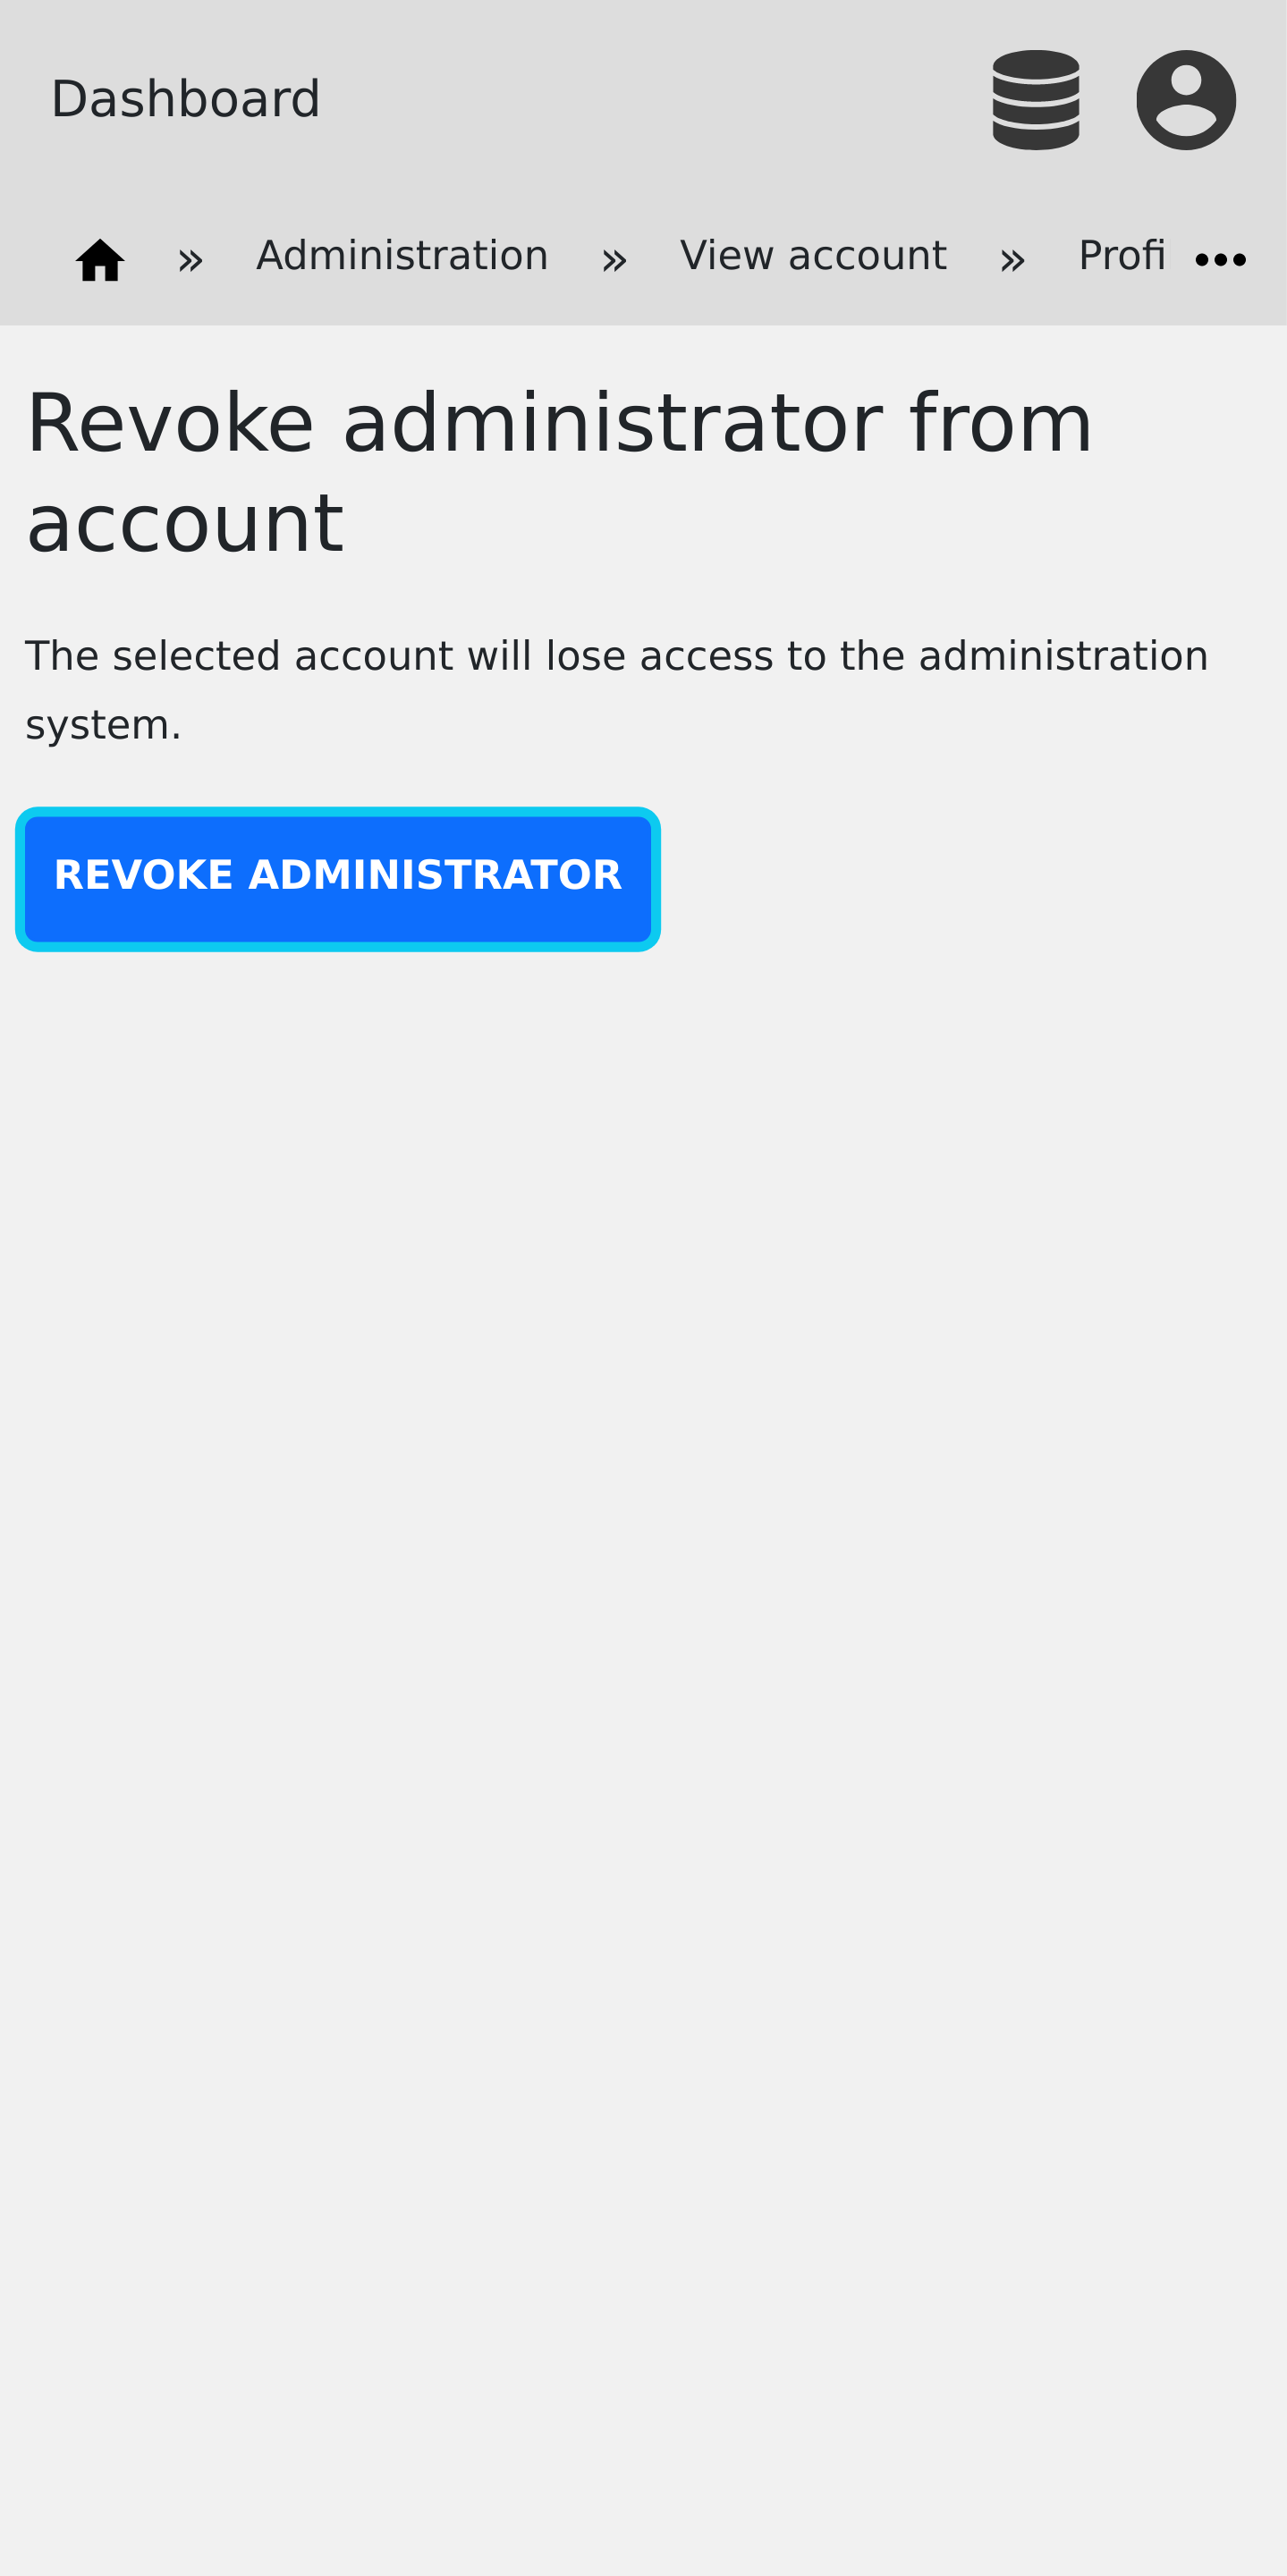 Dashboard
» Administration » View account » Profi •••
Revoke administrator from
account
The selected account will lose access to the administration
system.
REVOKE ADMINISTRATOR